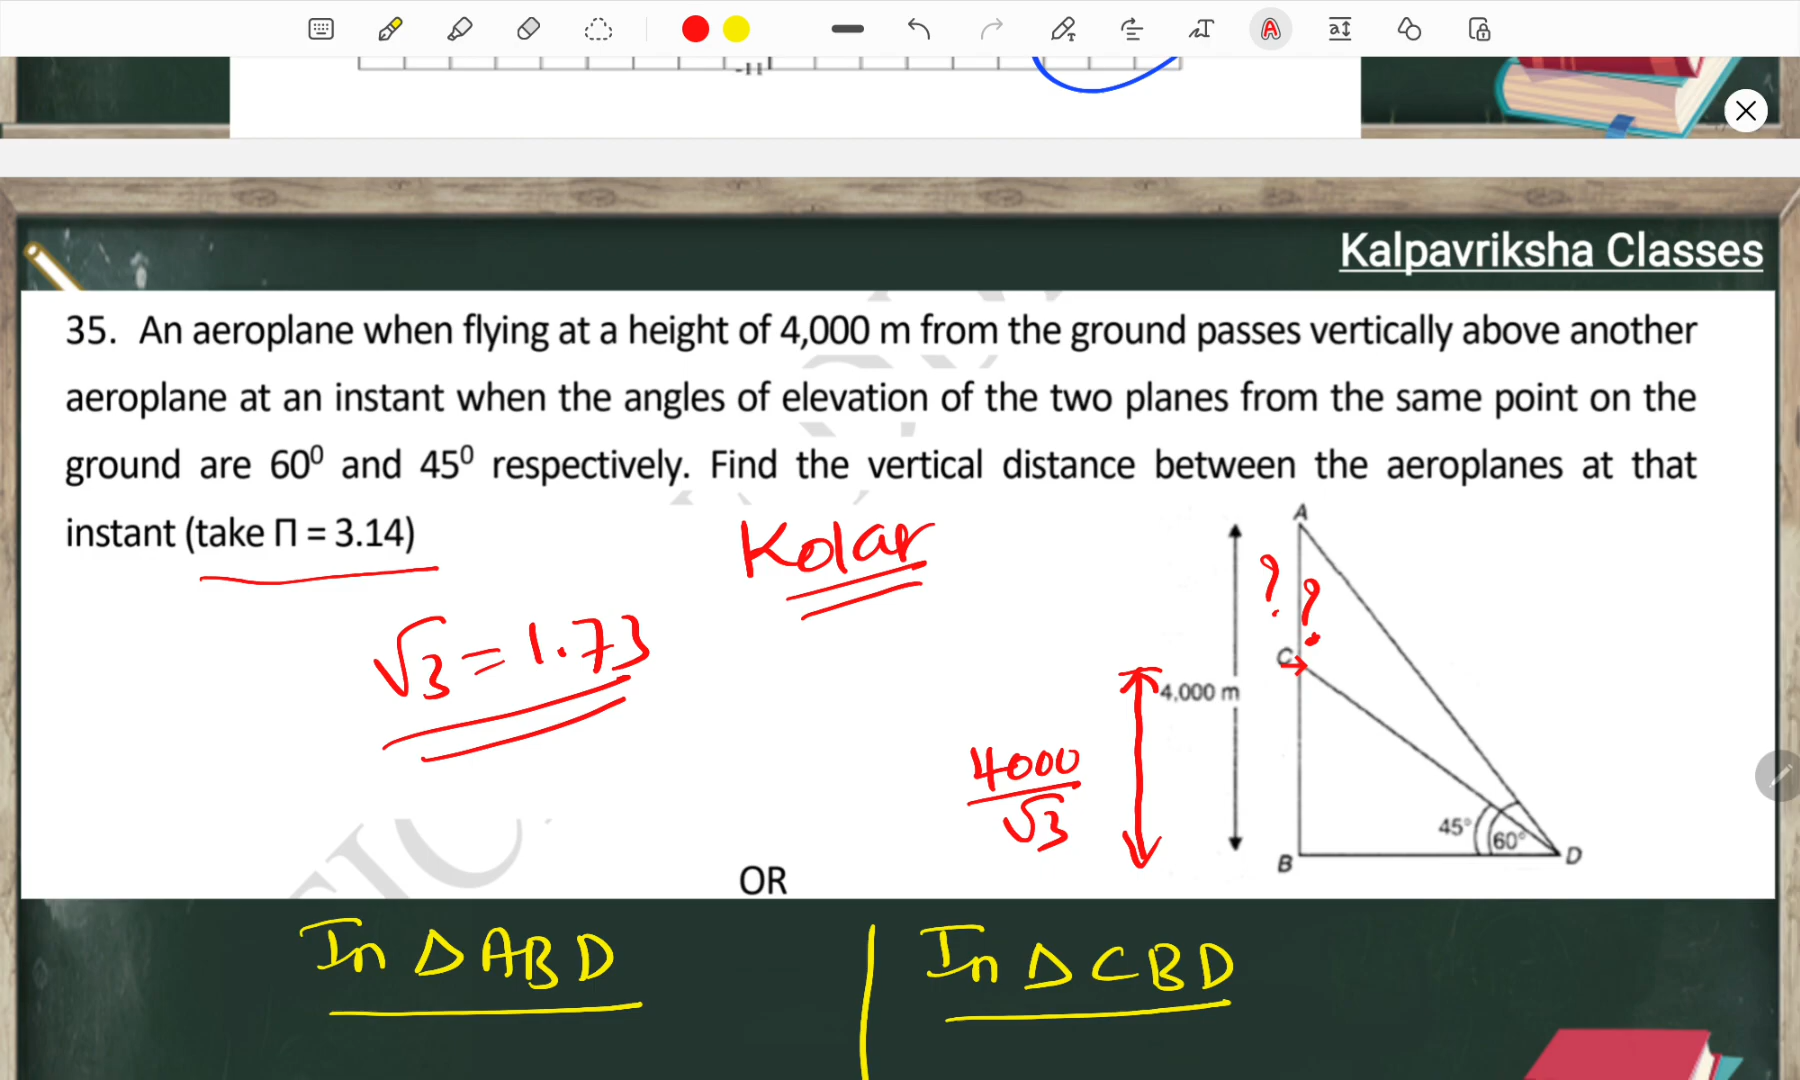 -11
Kalpavriksha Classes
35. An aeroplane when flying at a height of 4,000 m from the ground passes vertically above another
aeroplane at an instant when the angles of elevation of the two planes from the same point on the
ground are 60⁰ and 45⁰ respectively. Find the vertical distance between the aeroplanes at that
instant (take Π = 3.14)
Kolar
√3 = 1.73
A
? ?
C
4,000 m
4000
√3
45°
60°
B
D
OR
In Δ ABD
In Δ CBD